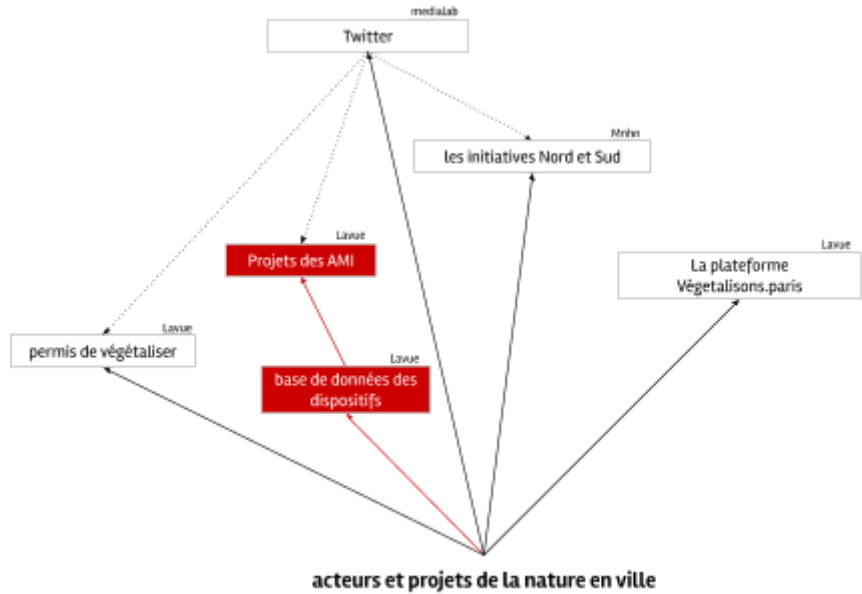 medialab
Twitter
Mnhn
les initiatives Nord et Sud
Lavue
Projets des AMI
Lavue
La plateforme
Végetalisons.paris
Lavue
permis de végétaliser
Lavue
base de données des
dispositifs
acteurs et projets de la nature en ville